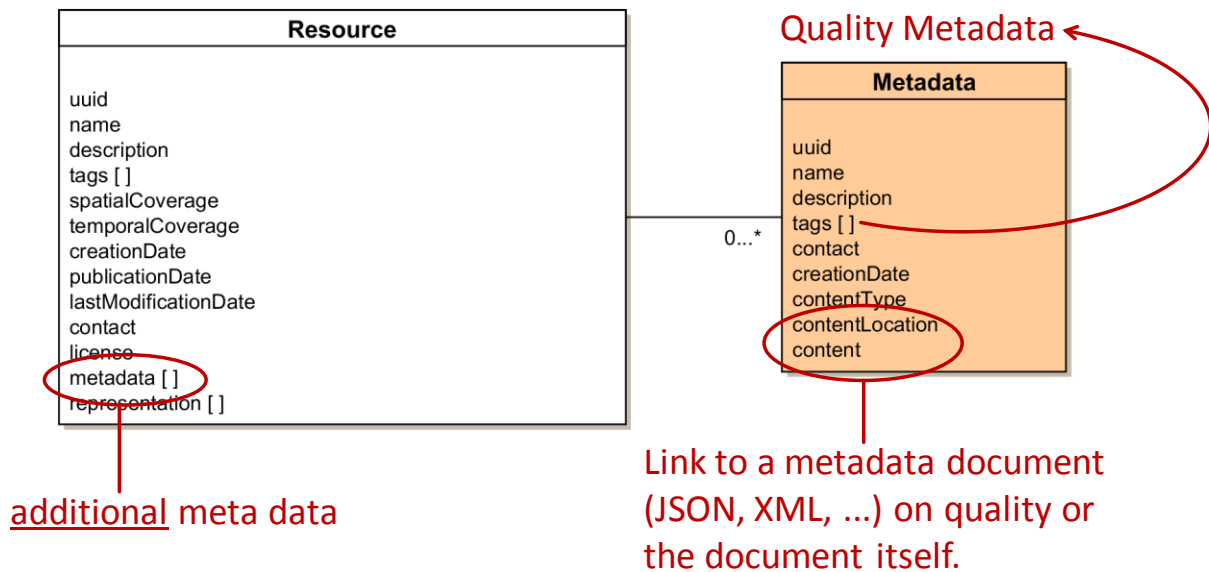 Resource
uuid
name
description
tags [ ]
spatialCoverage
temporalCoverage
creationDate
publicationDate
lastModificationDate
contact
license
metadata [ ]
representation [ ]
additional meta data
0...*
Quality Metadata
Metadata
uuid
name
description
tags [ ]
contact
creationDate
contentType
contentLocation
content
Link to a metadata document
(JSON, XML, ...) on quality or
the document itself.